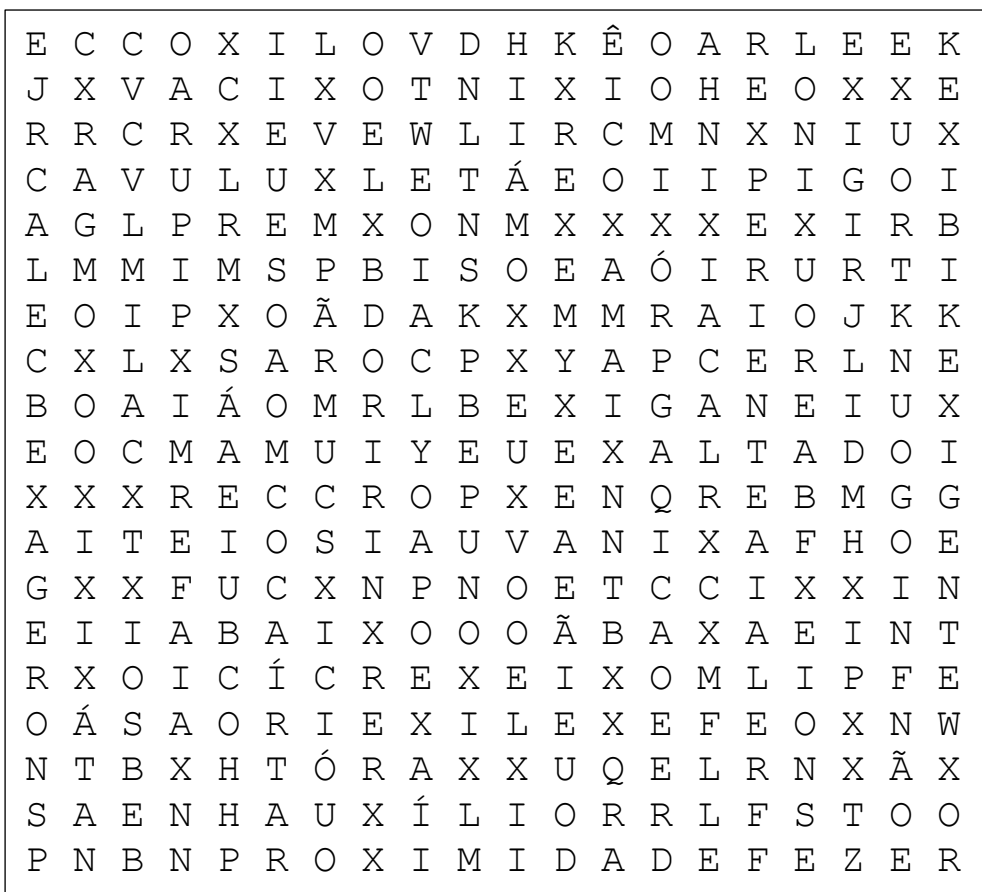 E C C O X I L O V D H K Ê O A R L E E K
J X V A C I X O T N I X I O H E O X X E
R R C R X E V E W L I R C M N X N I U X
C A V U L U X L E T Á E O I I P I G O I
A G L P R E M X O N M X X X X E X I R B
L M M I M S P B I S O E A Ó I R U R T I
E O I P X O Ã D A K X M M R A I O J K K
C X L X S A R O C P X Y A P C E R L N E
B O A I Á O M R L B E X I G A N E I U X
E O C M A M U I Y E U E X A L T A D O I
X X X R E C C R O P X E N Q R E B M G G
A I T E I O S I A U V A N I X A F H O E
G X X F U C X N P N O E T C C I X X I N
E I I A B A I X O O O Ã B A X A E I N T
R X O I C Í C R E X E I X O M L I P F E
O Á S A O R I E X I L E X E F E O X N W
N T B X H T Ó R A X X U Q E L R N X Ã X
S A E N H A U X Í L I O R R L F S T O O
P N B N P R O X I M I D A D E F E Z E R